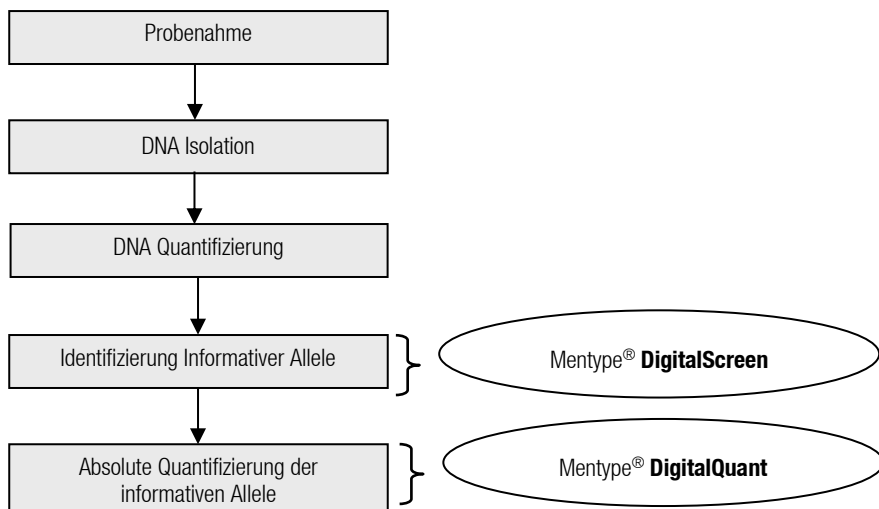 Probenahme
DNA Isolation
DNA Quantifizierung
Identifizierung Informativer Allele
Mentype® DigitalScreen
Absolute Quantifizierung der
informativen Allele
Mentype® DigitalQuant